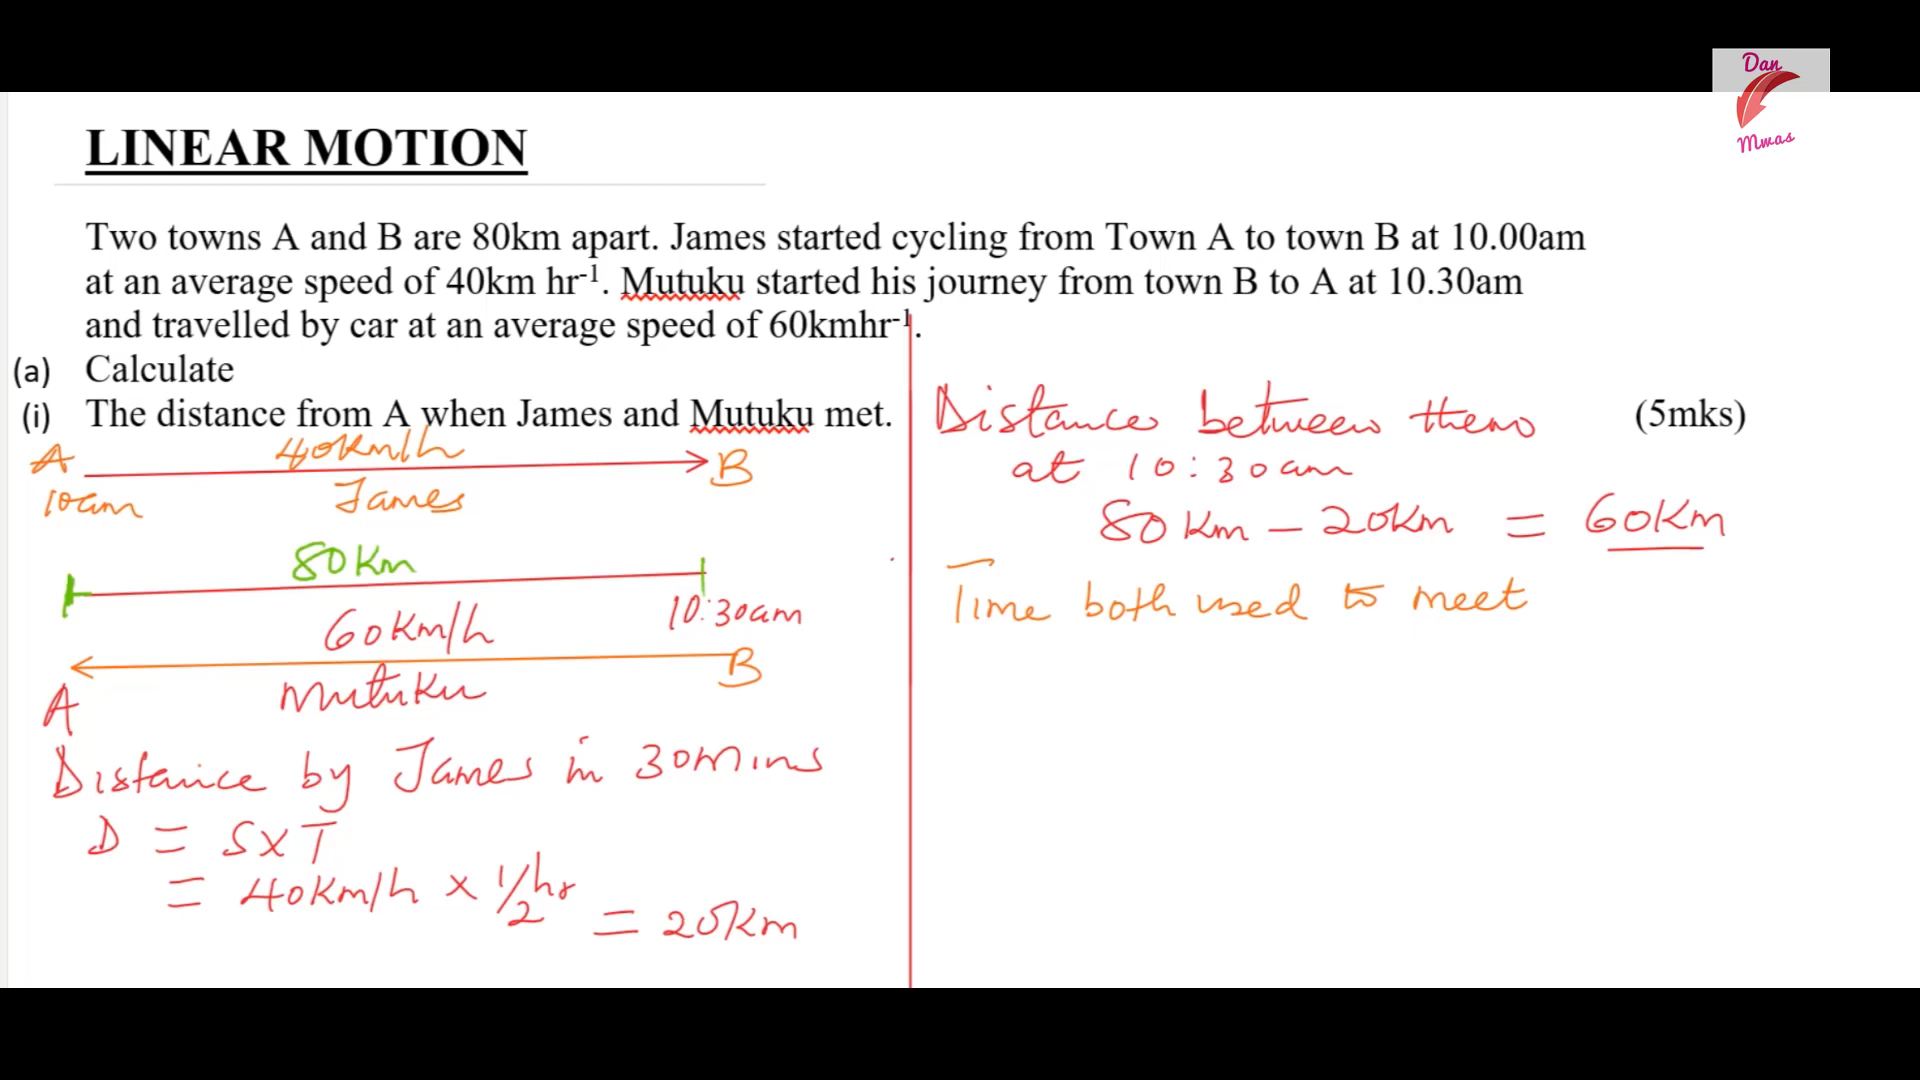 Dan
Mwas
LINEAR MOTION
Two towns A and B are 80km apart. James started cycling from Town A to town B at 10.00am
at an average speed of 40km hr⁻¹. Mutuku started his journey from town B to A at 10.30am
and travelled by car at an average speed of 60kmhr⁻¹.
(a) Calculate
(i) The distance from A when James and Mutuku met. (5mks)
A 40Km/h B
10am James
80Km
60Km/h 10:30am
B
A Mutuku
Distance by James in 30Mins
D = S×T
= 40Km/h × 1/2 hr = 20Km
Distance between them
at 10:30am
80Km − 20Km = 60Km
Time both used to meet